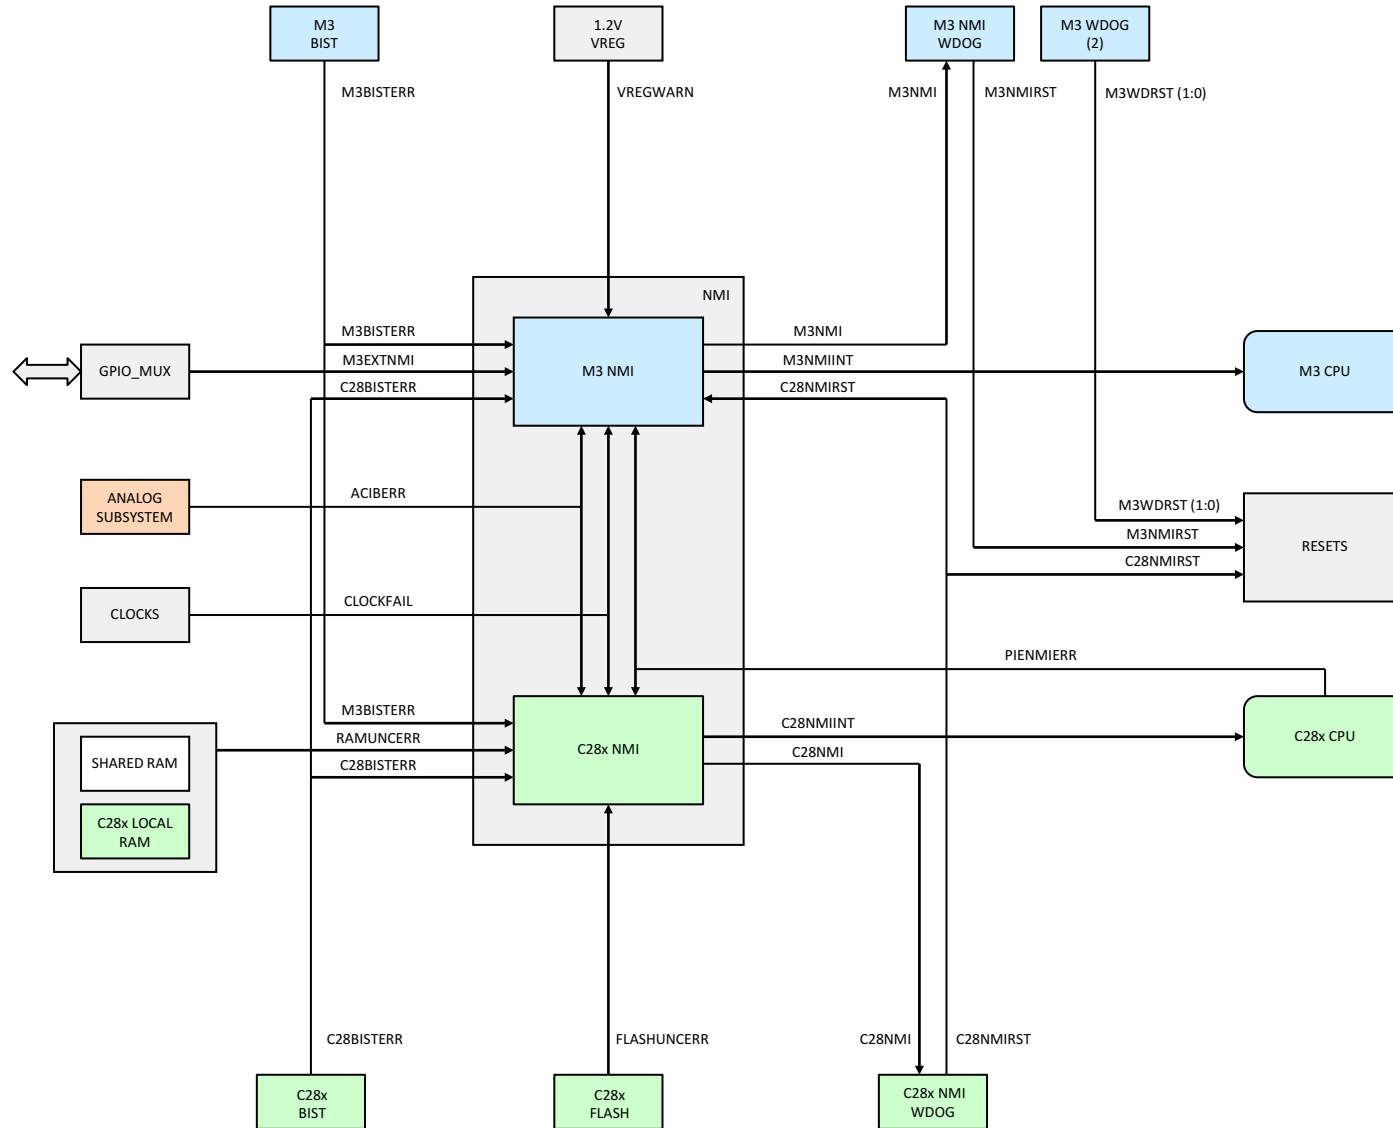 M3
BIST
1.2V
VREG
M3 NMI
WDOG
M3 WDOG
(2)
M3BISTERR
VREGWARN
M3NMI
M3NMIRST
M3WDRST (1:0)
NMI
M3BISTERR
M3EXTNMI
C28BISTERR
GPIO_MUX
M3 NMI
M3NMI
M3NMIINT
C28NMIRST
M3 CPU
ANALOG
SUBSYSTEM
ACIBERR
M3WDRST (1:0)
M3NMIRST
C28NMIRST
RESETS
CLOCKS
CLOCKFAIL
PIENMIERR
M3BISTERR
RAMUNCERR
C28BISTERR
SHARED RAM
C28x LOCAL
RAM
C28x NMI
C28NMIINT
C28NMI
C28x CPU
C28BISTERR
FLASHUNCERR
C28NMI
C28NMIRST
C28x
BIST
C28x
FLASH
C28x NMI
WDOG